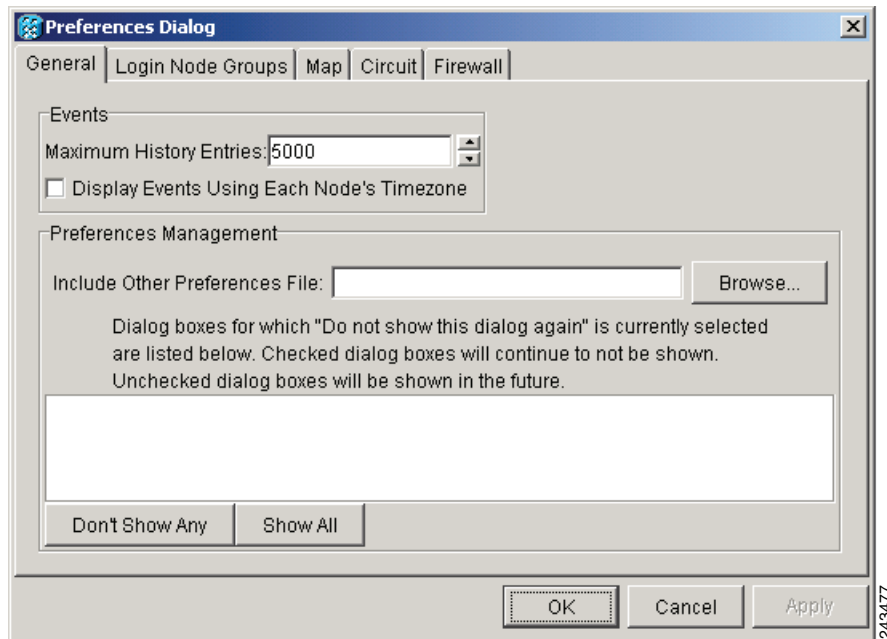 Preferences Dialog
General Login Node Groups Map Circuit Firewall
Events
Maximum History Entries: 5000
Display Events Using Each Node's Timezone
Preferences Management
Include Other Preferences File: Browse...
Dialog boxes for which "Do not show this dialog again" is currently selected
are listed below. Checked dialog boxes will continue to not be shown.
Unchecked dialog boxes will be shown in the future.
Don't Show Any Show All
OK Cancel Apply
243477